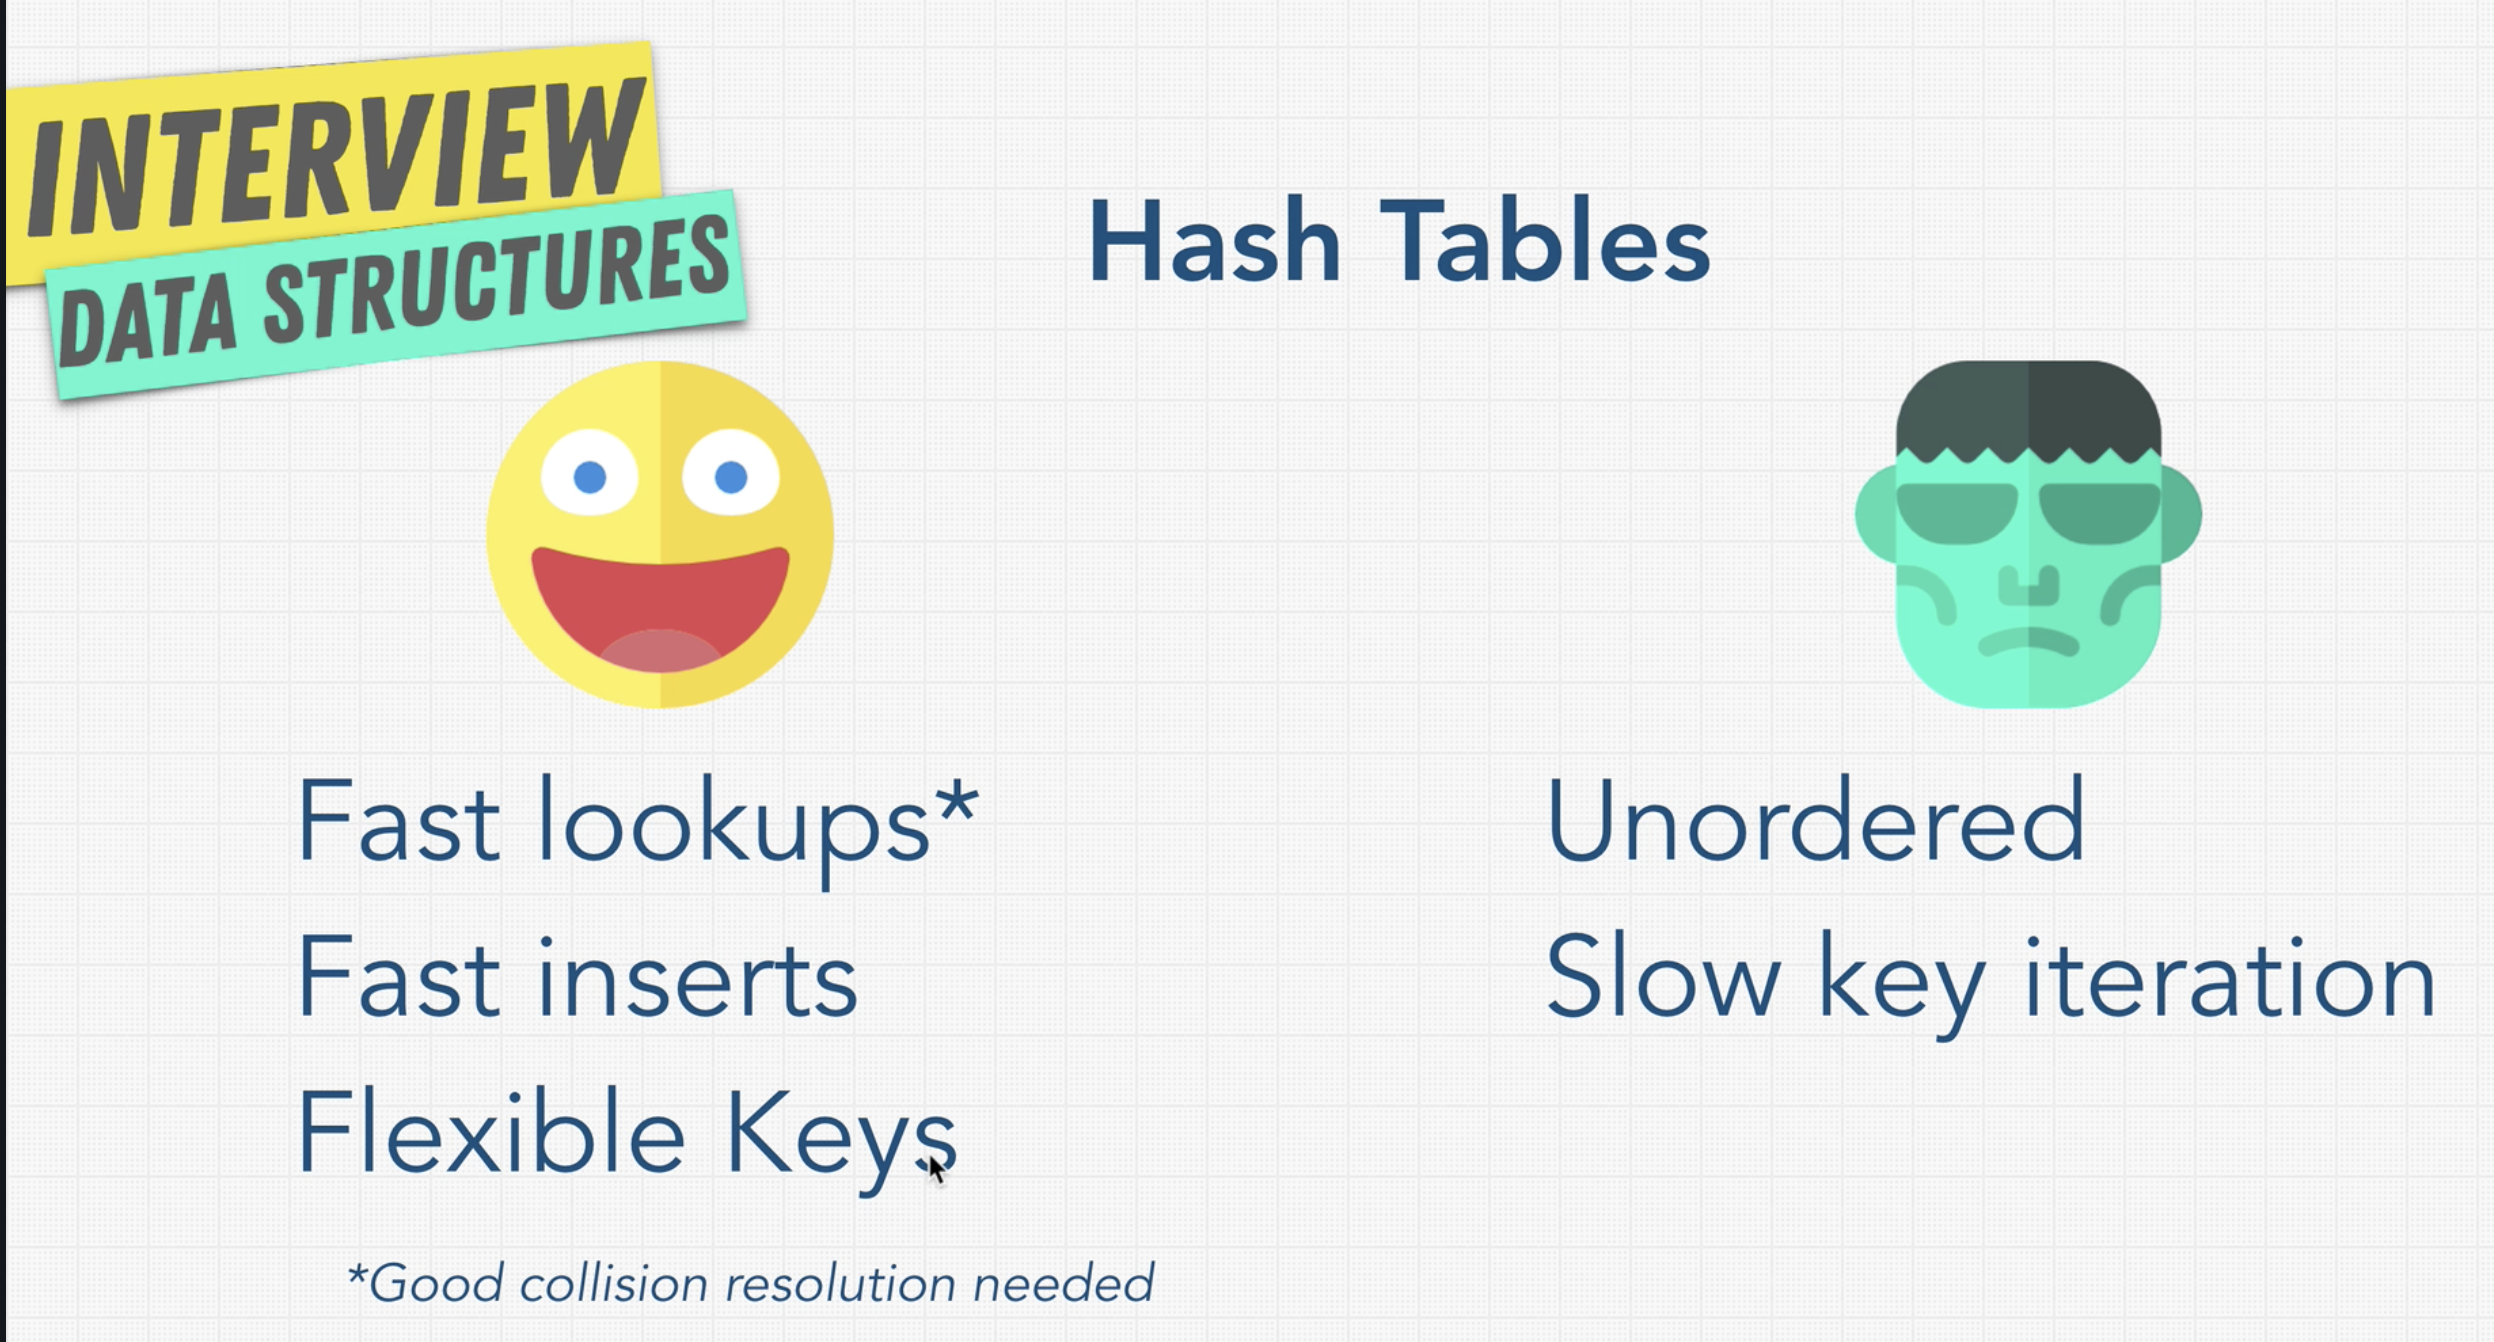 INTERVIEW
DATA STRUCTURES
Hash Tables
Fast lookups*
Fast inserts
Flexible Keys
*Good collision resolution needed
Unordered
Slow key iteration